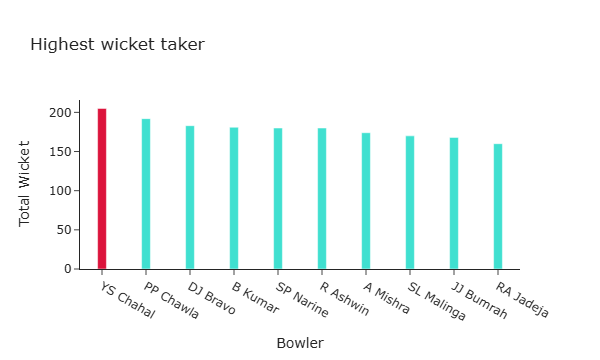 Highest wicket taker
Total Wicket
200
150
100
50
0
YS Chahal
PP Chawla
DJ Bravo
B Kumar
SP Narine
R Ashwin
A Mishra
SL Malinga
JJ Bumrah
RA Jadeja
Bowler